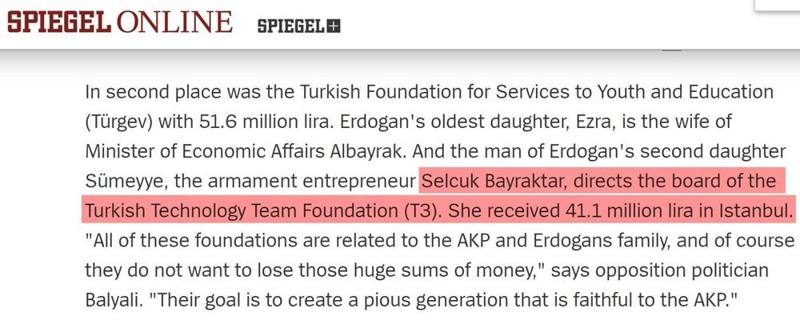 SPIEGEL ONLINE SPIEGEL+
In second place was the Turkish Foundation for Services to Youth and Education
(Türgev) with 51.6 million lira. Erdogan's oldest daughter, Ezra, is the wife of
Minister of Economic Affairs Albayrak. And the man of Erdogan's second daughter
Sümeyye, the armament entrepreneur Selcuk Bayraktar, directs the board of the
Turkish Technology Team Foundation (T3). She received 41.1 million lira in Istanbul.
"All of these foundations are related to the AKP and Erdogans family, and of course
they do not want to lose those huge sums of money," says opposition politician
Balyali. "Their goal is to create a pious generation that is faithful to the AKP."